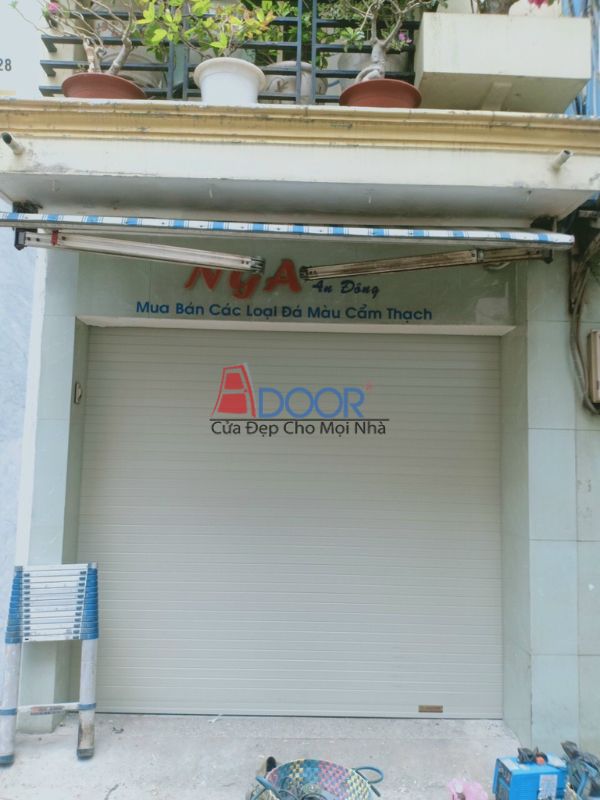 28
NGA
An Đông
Mua Bán Các Loại Đá Màu Cẩm Thạch
ADOOR®
Cửa Đẹp Cho Mọi Nhà